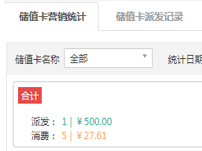 储值卡营销统计 储值卡派发记录
储值卡名称 全部 统计日期
合计
派发： 1 | ￥500.00
消费： 5 | ￥27.61